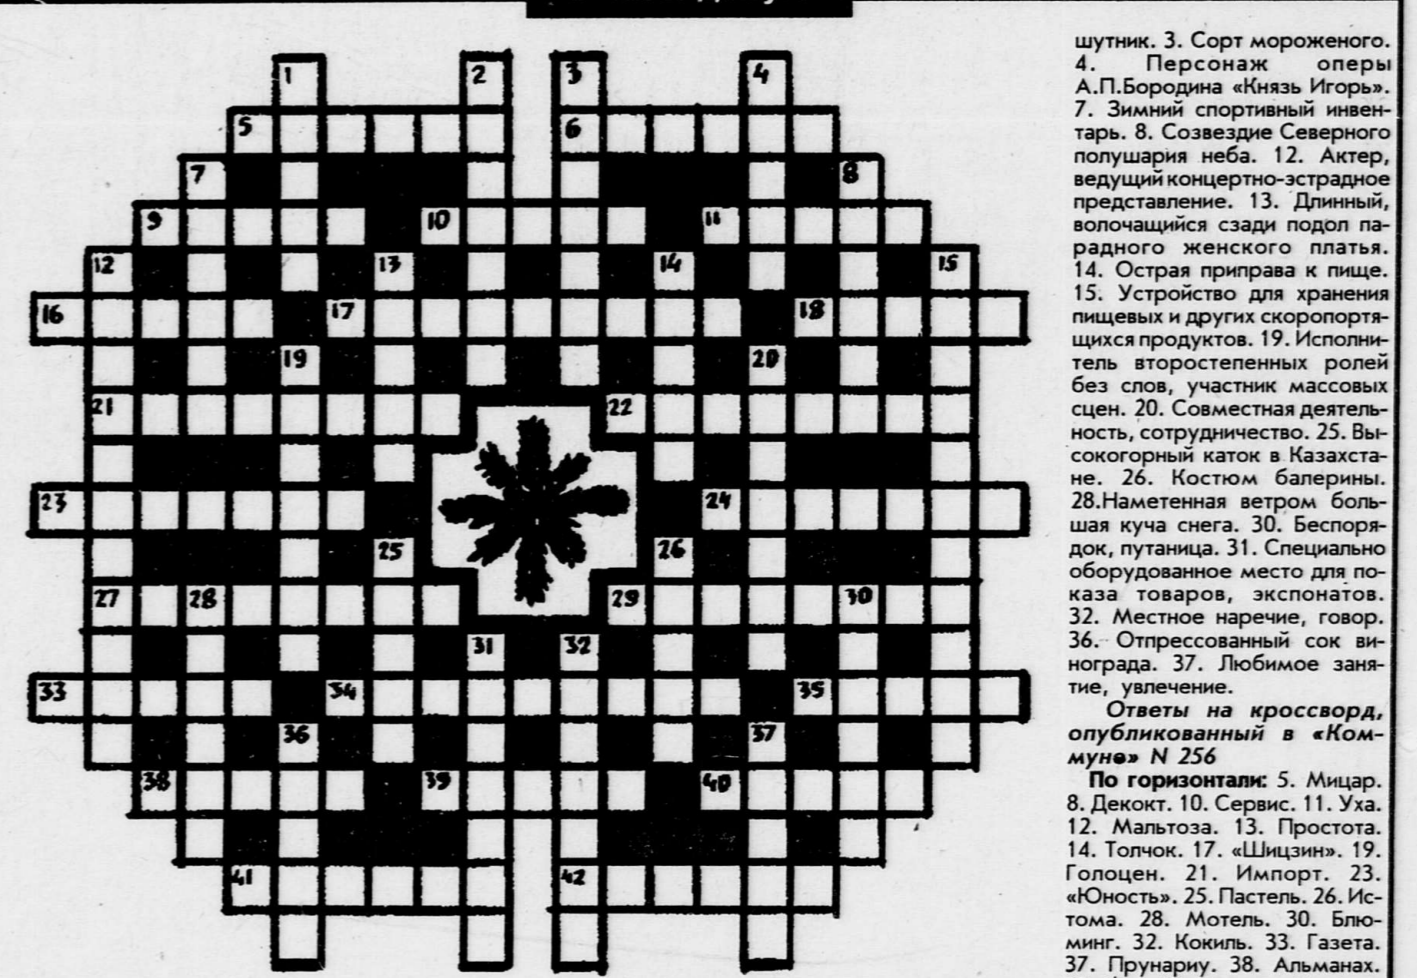 1
2
3
4
5
6
7
8
9
10
11
12
13
14
15
16
17
18
19
20
21
22
23
24
25
26
27
28
29
30
31
32
33
34
35
36
37
38
39
40
41
42
шутник. 3. Сорт мороженого.
4. Персонаж оперы
А.П.Бородина «Князь Игорь».
7. Зимний спортивный инвен-
тарь. 8. Созвездие Северного
полушария неба. 12. Актер,
ведущий концертно-эстрадное
представление. 13. Длинный,
волочащийся сзади подол па-
радного женского платья.
14. Острая приправа к пище.
15. Устройство для хранения
пищевых и других скоропортя-
щихся продуктов. 19. Исполни-
тель второстепенных ролей
без слов, участник массовых
сцен. 20. Совместная деятель-
ность, сотрудничество. 25. Вы-
сокогорный каток в Казахста-
не. 26. Костюм балерины.
28.Наметенная ветром боль-
шая куча снега. 30. Беспоря-
док, путаница. 31. Специально
оборудованное место для по-
каза товаров, экспонатов.
32. Местное наречие, говор.
36. Отпрессованный сок ви-
нограда. 37. Любимое заня-
тие, увлечение.
Ответы на кроссворд,
опубликованный в «Ком-
муне» N 256
По горизонтали: 5. Мицар.
8. Декокт. 10. Сервис. 11. Уха.
12. Мальтоза. 13. Простота.
14. Толчок. 17. «Шицзин». 19.
Голоцен. 21. Импорт. 23.
«Юность». 25. Пастель. 26. Ис-
тома. 28. Мотель. 30. Блю-
минг. 32. Кокиль. 33. Газета.
37. Прунариу. 38. Альманах.